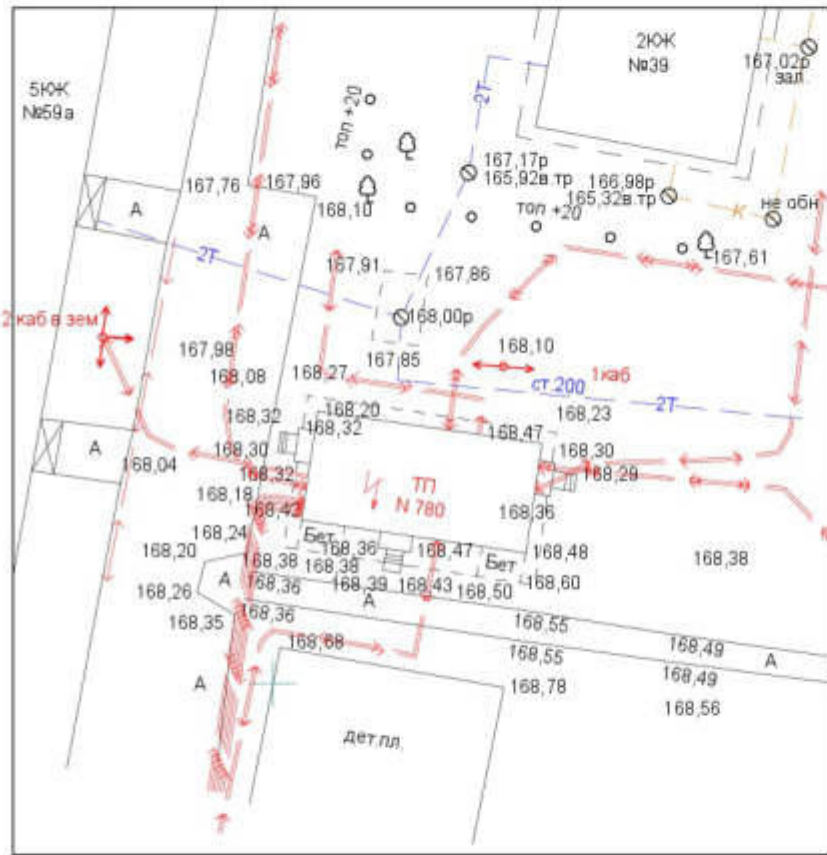 2КЖ
№39
167,02р
зал.
5КЖ
№59а
2Т
топ +20
167,17р
165,92в.тр
166,98р
165,32в.тр
167,76
167,96
А
168,10
топ +20
К
не обн
А
167,61
2Т
167,91
167,86
2 каб в зем
168,00р
167,98
167,85
168,10
168,08
168,27
1каб
ст.200
2Т
168,32
168,20
168,23
168,32
168,47
168,30
168,30
А
168,04
168,32
168,29
ТП
N 780
168,18
168,42
168,36
168,24
Бет
168,36
168,47
168,48
168,20
168,38
168,38
Бет
168,38
А
168,36
168,39
168,43
168,50
168,60
168,26
А
168,36
168,35
168,55
168,68
168,49
168,55
А
А
168,49
168,78
168,56
дет.пл.